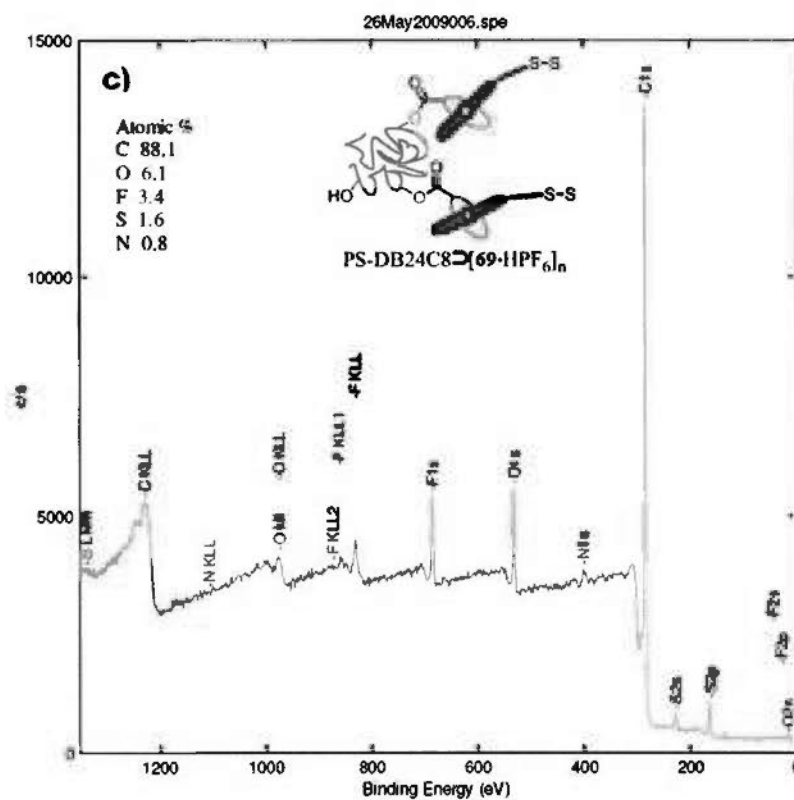 26May2009006.spe
15000
c)
Atomic %
C 88.1
O 6.1
F 3.4
S 1.6
N 0.8
S-S
O
O
HO
O
S-S
PS-DB24C8⊃[69·HPF₆]ₙ
C1s
10000
-F KLL
-F KLL1
-O KLL
C KLL
F1s
O1s
5000
-N KLL
-F KLL2
-N1s
-F2s
S2s
S2p
O2s
0
c/s
1200
1000
800
600
400
200
0
Binding Energy (eV)